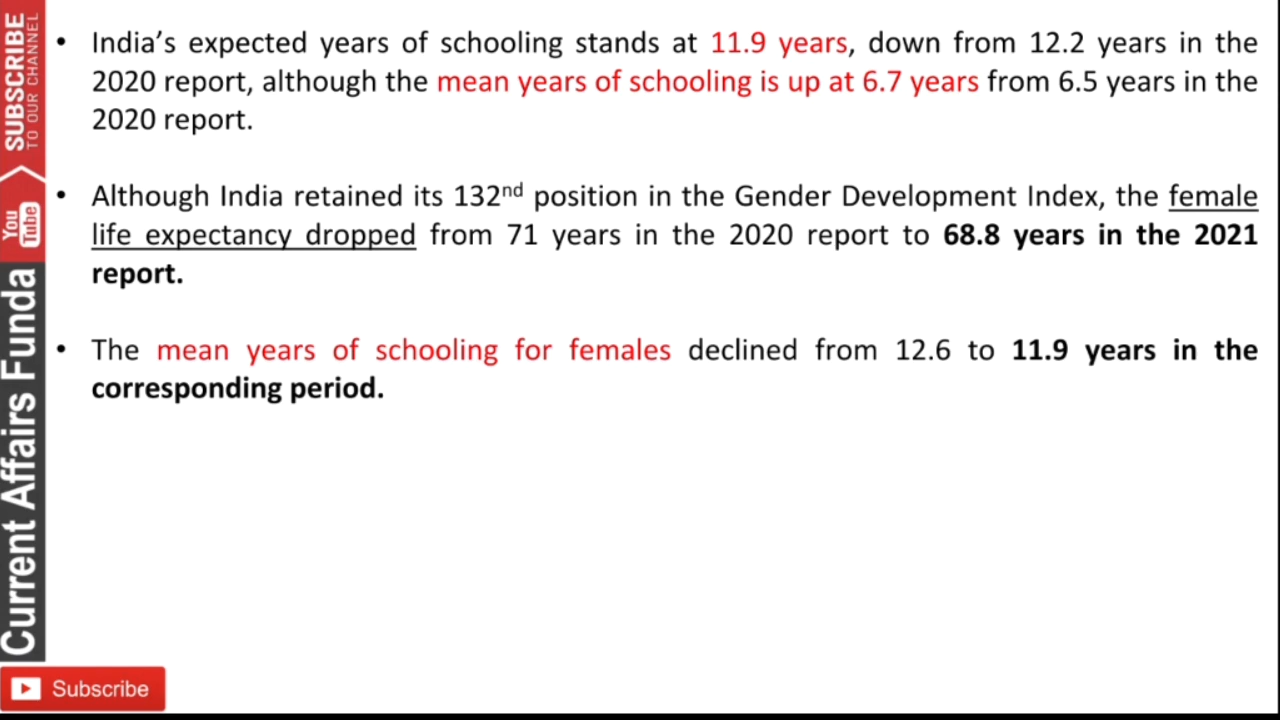 • India’s expected years of schooling stands at 11.9 years, down from 12.2 years in the
2020 report, although the mean years of schooling is up at 6.7 years from 6.5 years in the
2020 report.
• Although India retained its 132nd position in the Gender Development Index, the female
life expectancy dropped from 71 years in the 2020 report to 68.8 years in the 2021
report.
• The mean years of schooling for females declined from 12.6 to 11.9 years in the
corresponding period.
SUBSCRIBE
TO OUR CHANNEL
You
Tube
Current Affairs Funda
Subscribe